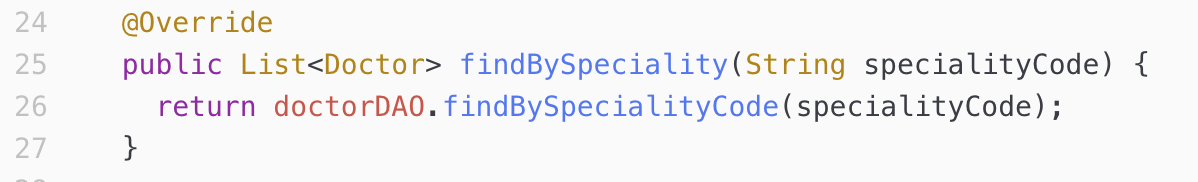 24 @Override
25 public List<Doctor> findBySpeciality(String specialityCode) {
26 return doctorDAO.findBySpecialityCode(specialityCode);
27 }